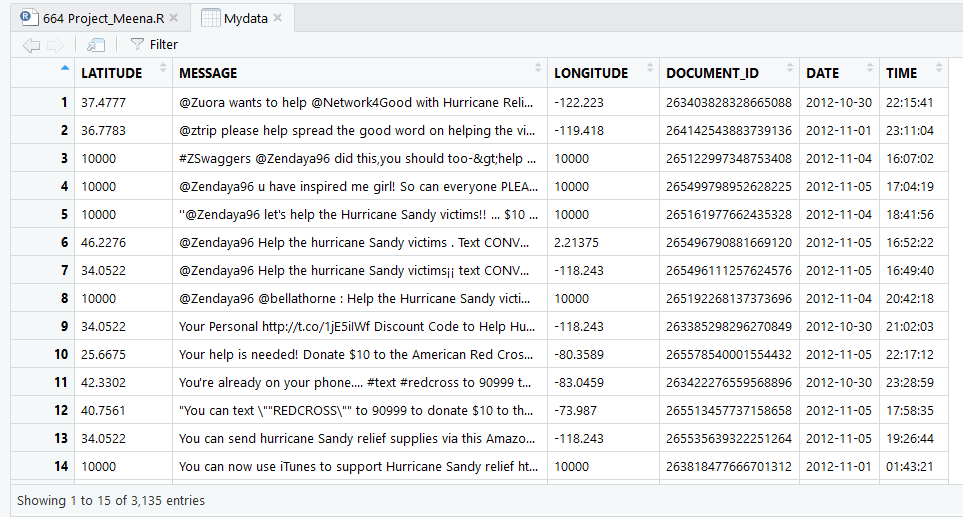 664 Project_Meena.R Mydata
Filter
LATITUDE MESSAGE LONGITUDE DOCUMENT_ID DATE TIME
1 37.4777 @Zuora wants to help @Network4Good with Hurricane Reli... -122.223 263403828328665088 2012-10-30 22:15:41
2 36.7783 @ztrip please help spread the good word on helping the vi... -119.418 264142543883739136 2012-11-01 23:11:04
3 10000 #ZSwaggers @Zendaya96 did this,you should too-&gt;help ... 10000 265122997348753408 2012-11-04 16:07:02
4 10000 @Zendaya96 u have inspired me girl! So can everyone PLEA... 10000 265499798952628225 2012-11-05 17:04:19
5 10000 "@Zendaya96 let's help the Hurricane Sandy victims!! ... $10 ... 10000 265161977662435328 2012-11-04 18:41:56
6 46.2276 @Zendaya96 Help the hurricane Sandy victims . Text CONV... 2.21375 265496790881669120 2012-11-05 16:52:22
7 34.0522 @Zendaya96 Help the hurricane Sandy victims¡¡ text CONV... -118.243 265496111257624576 2012-11-05 16:49:40
8 10000 @Zendaya96 @bellathorne : Help the Hurricane Sandy victi... 10000 265192268137373696 2012-11-04 20:42:18
9 34.0522 Your Personal http://t.co/1jE5iIWf Discount Code to Help Hu... -118.243 263385298296270849 2012-10-30 21:02:03
10 25.6675 Your help is needed! Donate $10 to the American Red Cros... -80.3589 265578540001554432 2012-11-05 22:17:12
11 42.3302 You're already on your phone.... #text #redcross to 90999 t... -83.0459 263422276559568896 2012-10-30 23:28:59
12 40.7561 "You can text \""REDCROSS\"" to 90999 to donate $10 to th... -73.987 265513457737158658 2012-11-05 17:58:35
13 34.0522 You can send hurricane Sandy relief supplies via this Amazo... -118.243 265535639322251264 2012-11-05 19:26:44
14 10000 You can now use iTunes to support Hurricane Sandy relief ht... 10000 263818477666701312 2012-11-01 01:43:21
Showing 1 to 15 of 3,135 entries